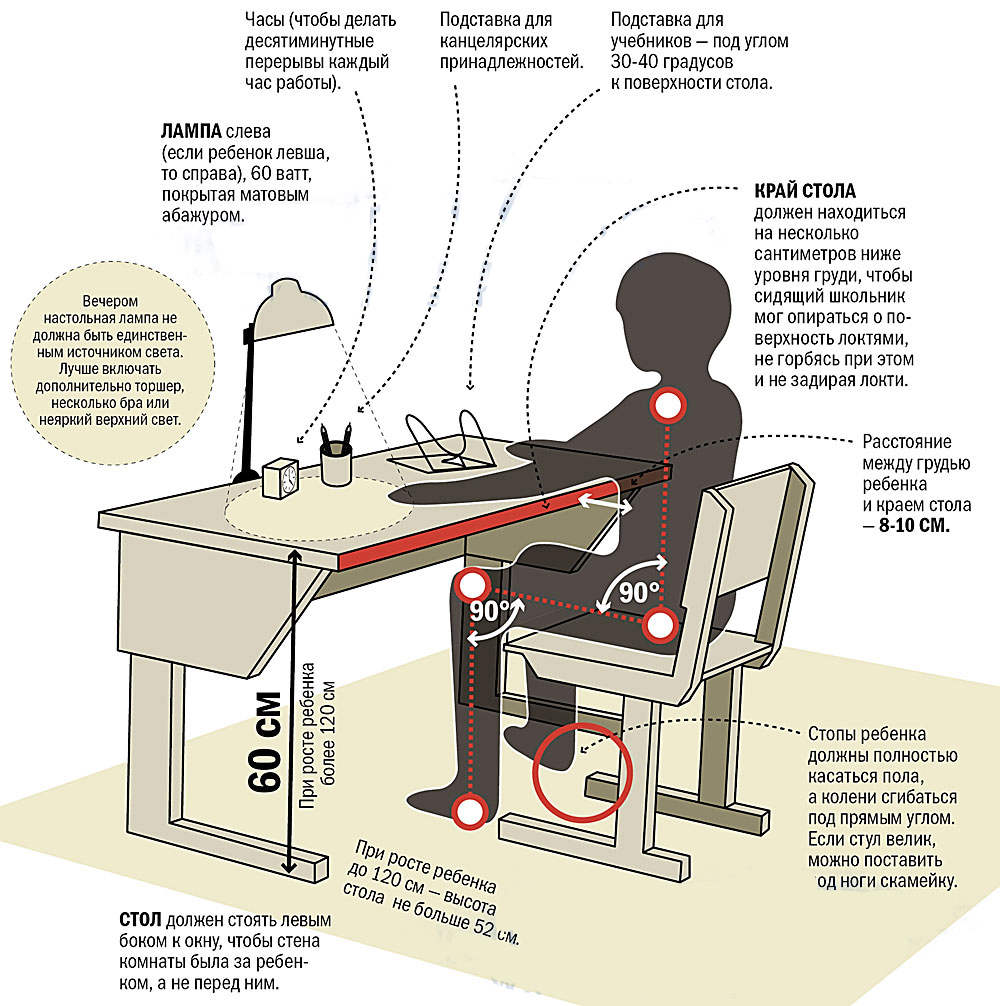 Часы (чтобы делать
десятиминутные
перерывы каждый
час работы).
Подставка для
канцелярских
принадлежностей.
Подставка для
учебников – под углом
30-40 градусов
к поверхности стола.
ЛАМПА слева
(если ребенок левша,
то справа), 60 ватт,
покрытая матовым
абажуром.
КРАЙ СТОЛА
должен находиться
на несколько
сантиметров ниже
уровня груди, чтобы
сидящий школьник
мог опираться о по-
верхность локтями,
не горбясь при этом
и не задирая локти.
Вечером
настольная лампа не
должна быть единствен-
ным источником света.
Лучше включать
дополнительно торшер,
несколько бра или
неяркий верхний свет.
Расстояние
между грудью
ребенка
и краем стола
– 8-10 СМ.
90°
90°
60 СМ
При росте ребенка
более 120 см
Стопы ребенка
должны полностью
касаться пола,
а колени сгибаться
под прямым углом.
Если стул велик,
можно поставить
од ноги скамейку.
При росте ребенка
до 120 см – высота
стола не больше 52 см.
СТОЛ должен стоять левым
боком к окну, чтобы стена
комнаты была за ребен-
ком, а не перед ним.